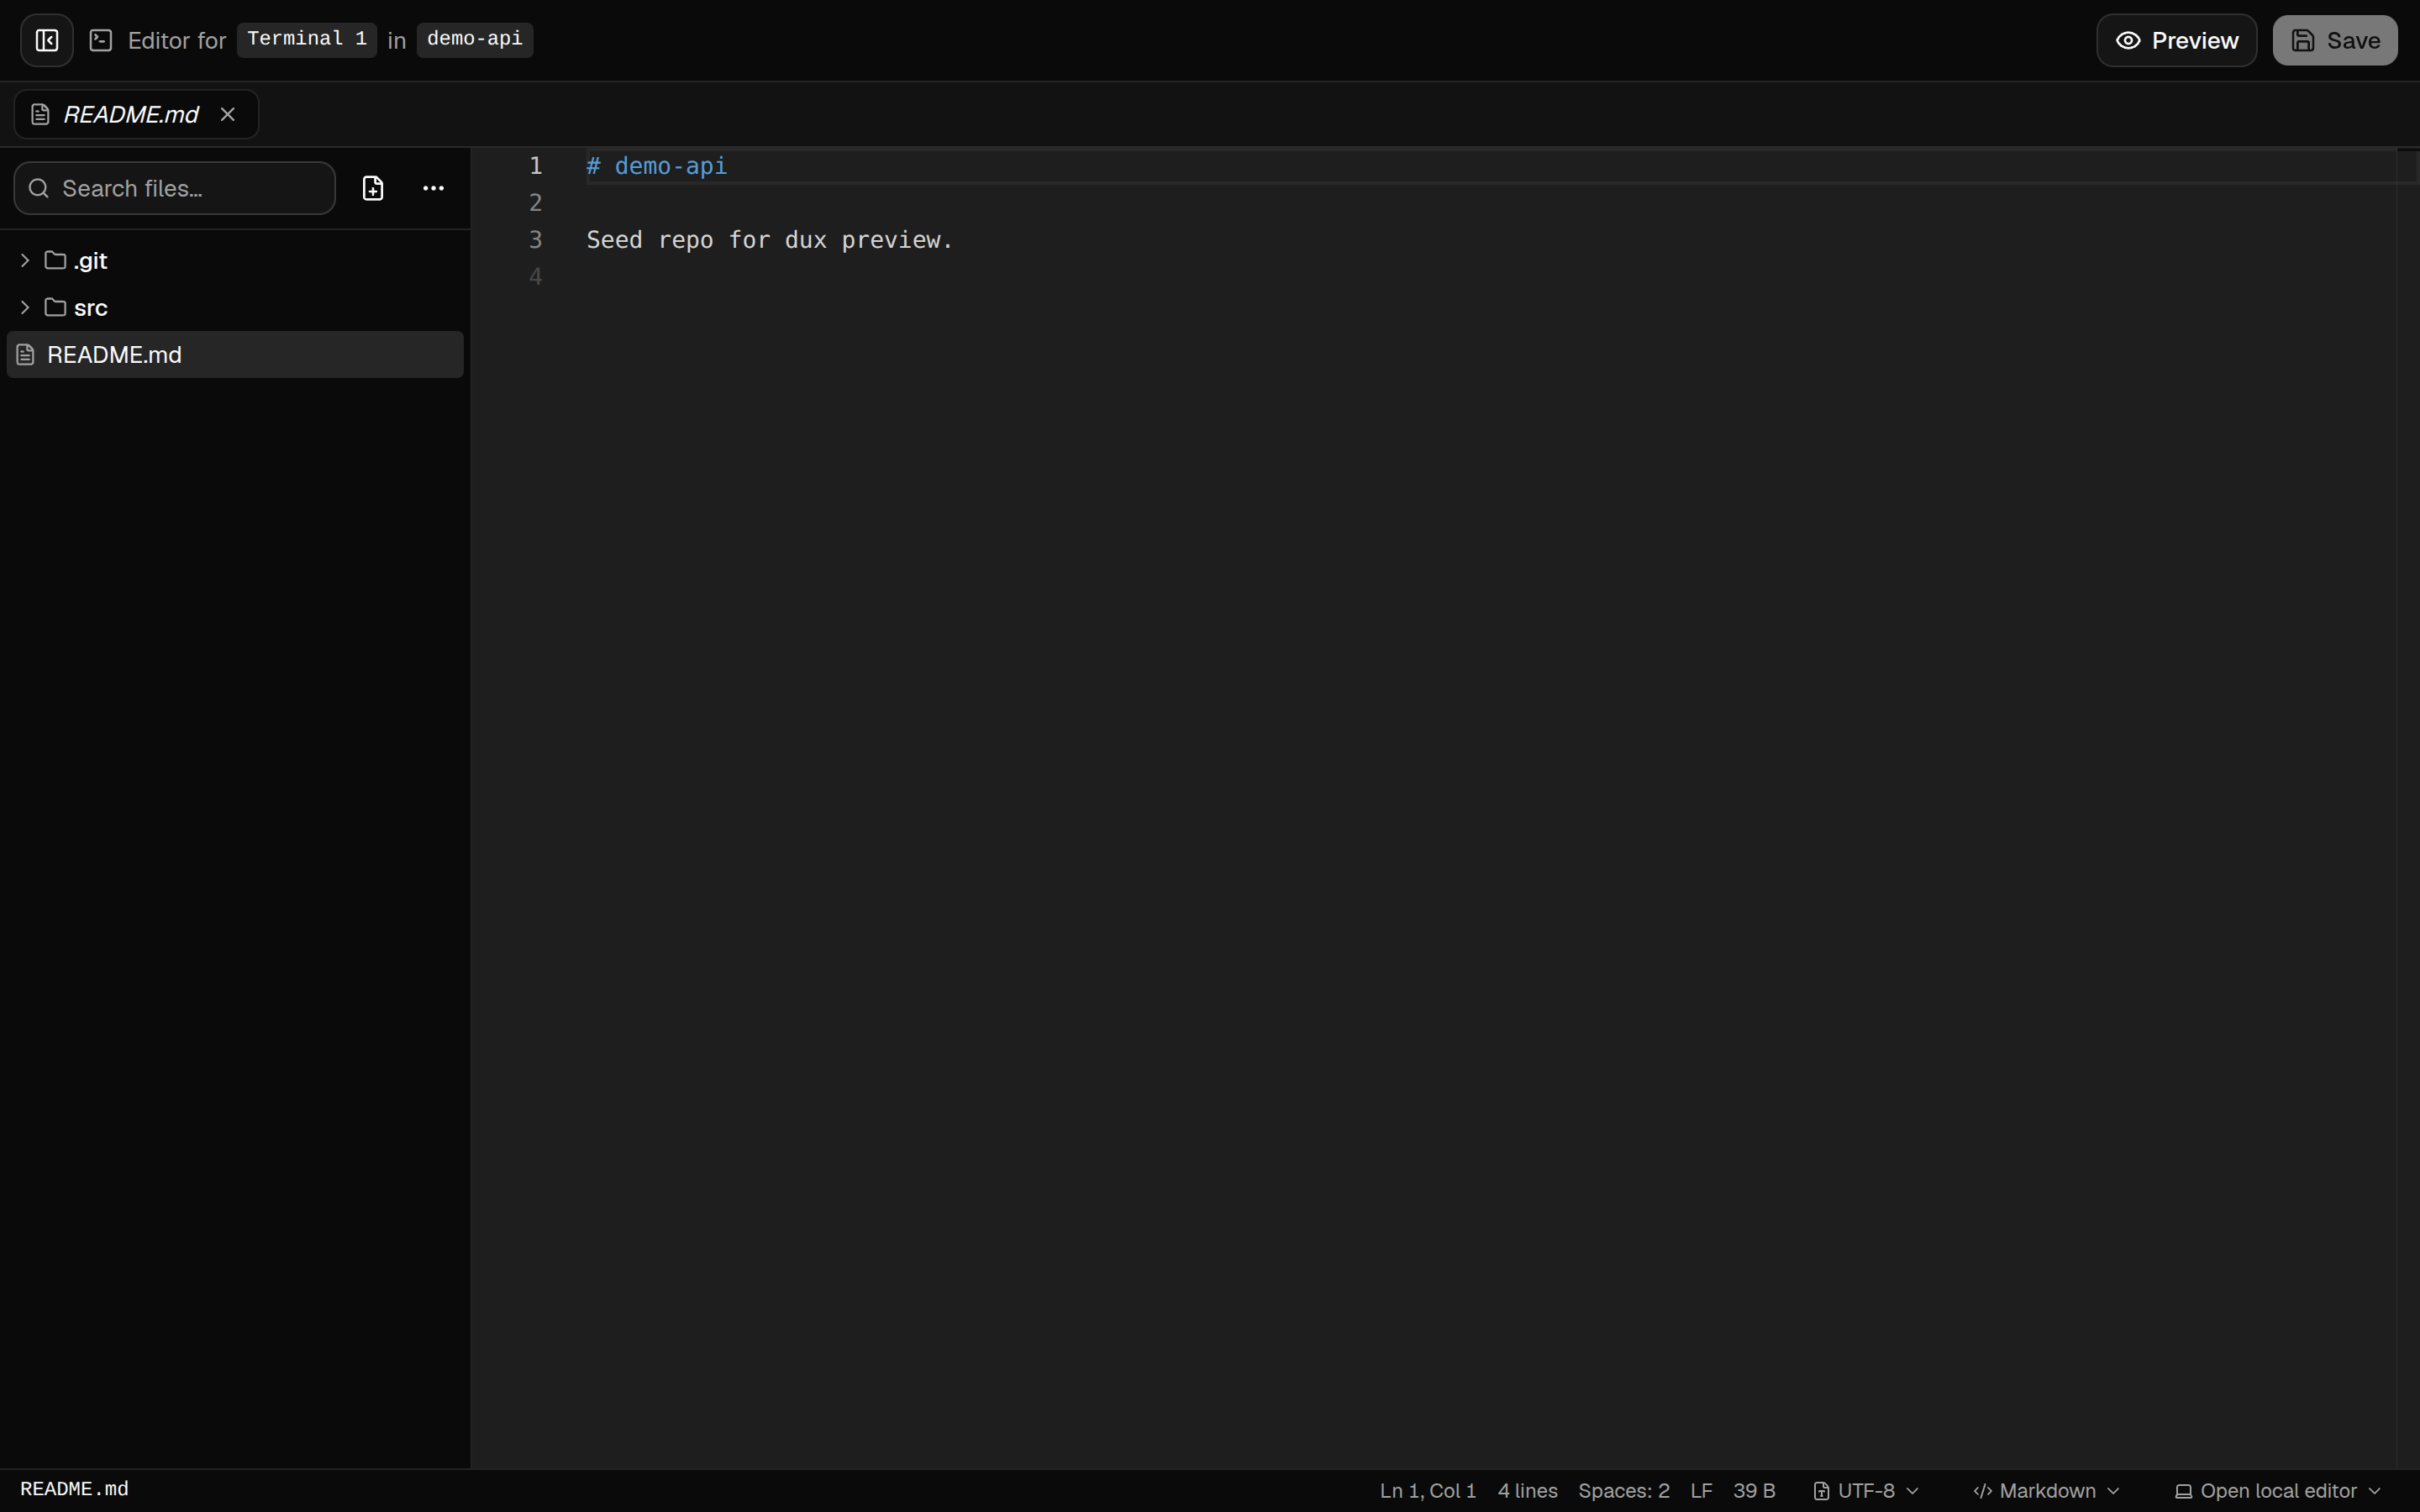 Editor for Terminal 1 in demo-api
Preview
Save
README.md
Search files...
.git
src
README.md
1 # demo-api
2
3 Seed repo for dux preview.
4
README.md
Ln 1, Col 1 4 lines Spaces: 2 LF 39 B UTF-8 Markdown Open local editor